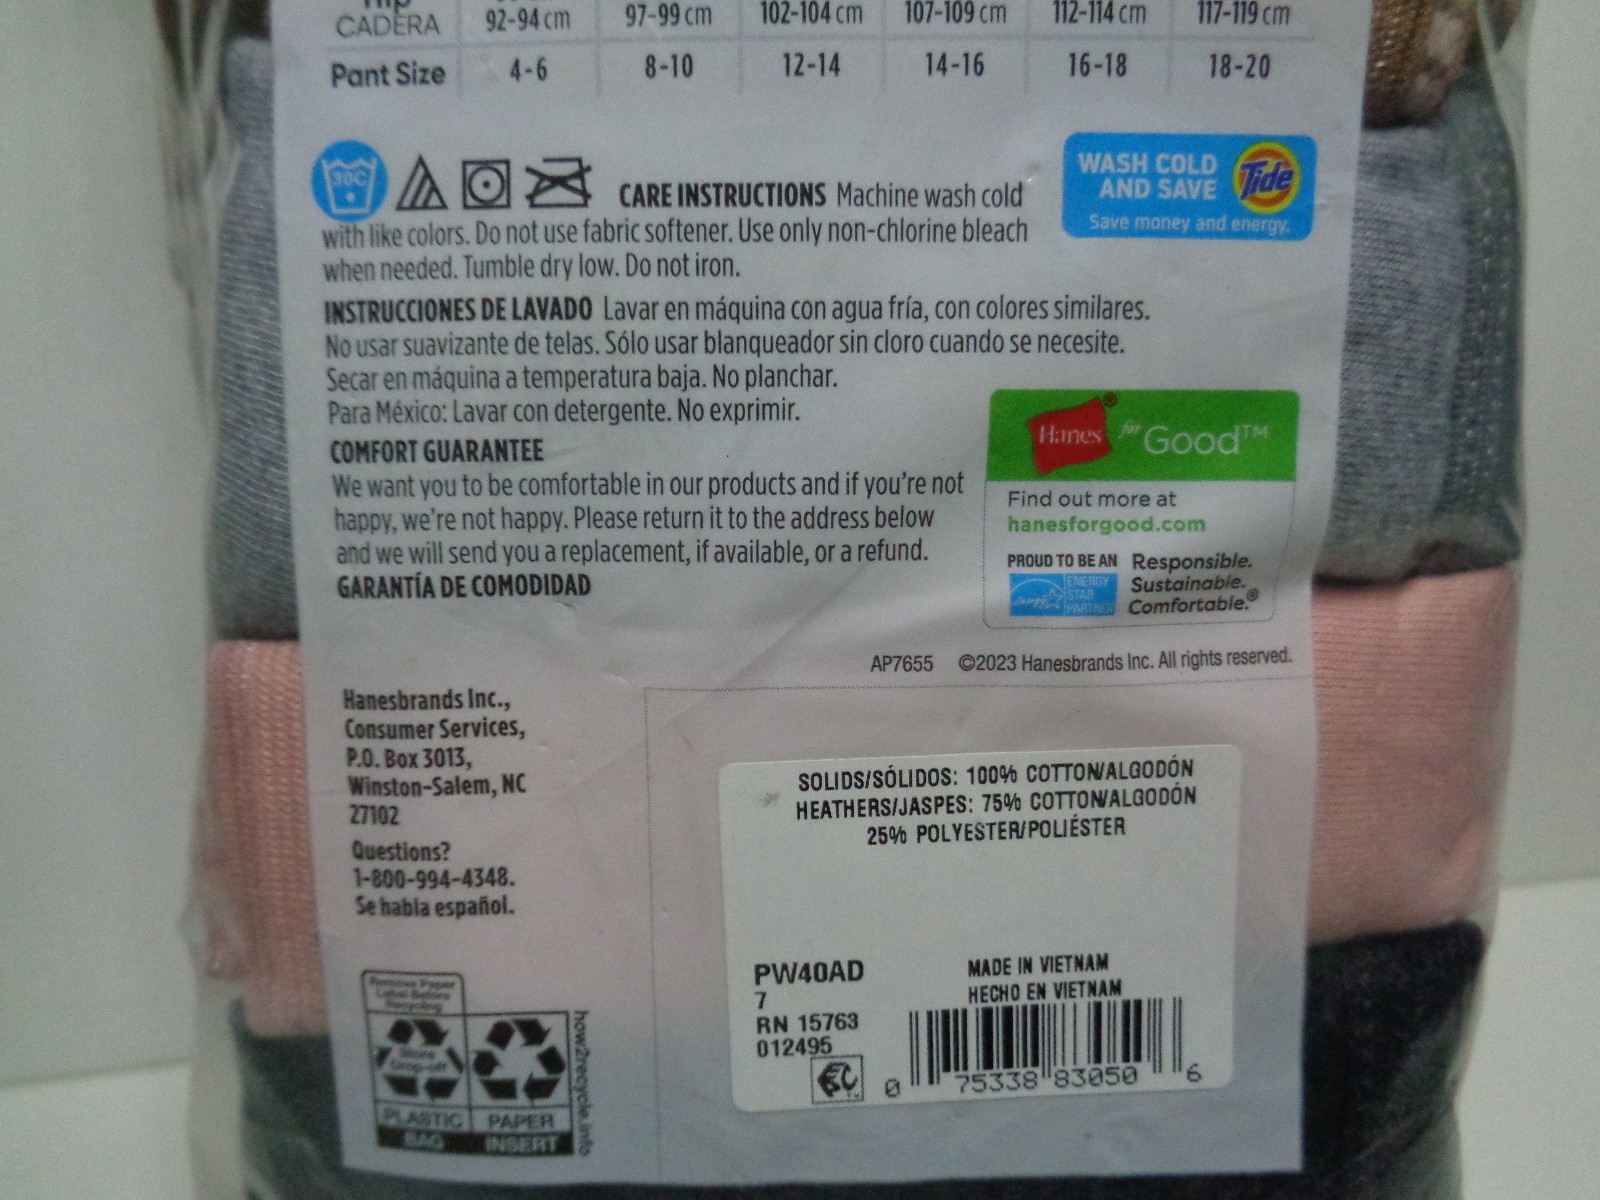 CADERA 92-94 cm 97-99 cm 102-104 cm 107-109 cm 112-114 cm 117-119 cm
Pant Size 4-6 8-10 12-14 14-16 16-18 18-20
30C
CARE INSTRUCTIONS Machine wash cold
with like colors. Do not use fabric softener. Use only non-chlorine bleach
when needed. Tumble dry low. Do not iron.
WASH COLD
AND SAVE
Tide
Save money and energy.
INSTRUCCIONES DE LAVADO Lavar en máquina con agua fría, con colores similares.
No usar suavizante de telas. Sólo usar blanqueador sin cloro cuando se necesite.
Secar en máquina a temperatura baja. No planchar.
Para México: Lavar con detergente. No exprimir.
COMFORT GUARANTEE
We want you to be comfortable in our products and if you're not
happy, we're not happy. Please return it to the address below
and we will send you a replacement, if available, or a refund.
GARANTÍA DE COMODIDAD
Hanes® for Good™
Find out more at
hanesforgood.com
PROUD TO BE AN
ENERGY
STAR
PARTNER
Responsible.
Sustainable.
Comfortable.®
AP7655 ©2023 Hanesbrands Inc. All rights reserved.
Hanesbrands Inc.,
Consumer Services,
P.O. Box 3013,
Winston-Salem, NC
27102
Questions?
1-800-994-4348.
Se habla español.
Remove Paper
Label Before
Recycling
Store
Drop-off
PLASTIC
BAG
PAPER
INSERT
how2recycle.info
SOLIDS/SÓLIDOS: 100% COTTON/ALGODÓN
HEATHERS/JASPES: 75% COTTON/ALGODÓN
25% POLYESTER/POLIÉSTER
PW40AD
7
RN 15763
012495
MADE IN VIETNAM
HECHO EN VIETNAM
0 75338 83050 6